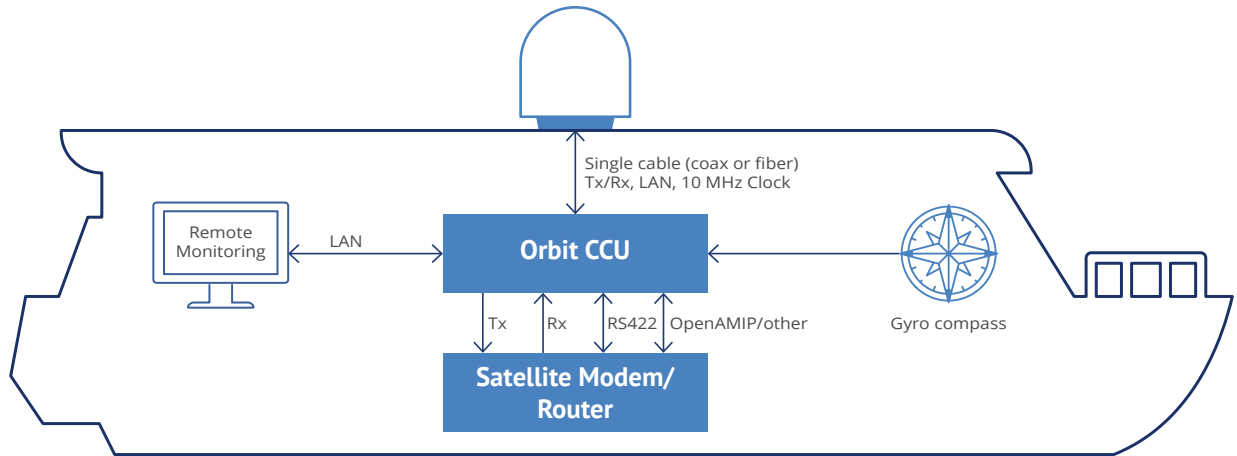 Single cable (coax or fiber)
Tx/Rx, LAN, 10 MHz Clock
Remote
Monitoring
LAN
Orbit CCU
Gyro compass
Tx
Rx
RS422
OpenAMIP/other
Satellite Modem/
Router